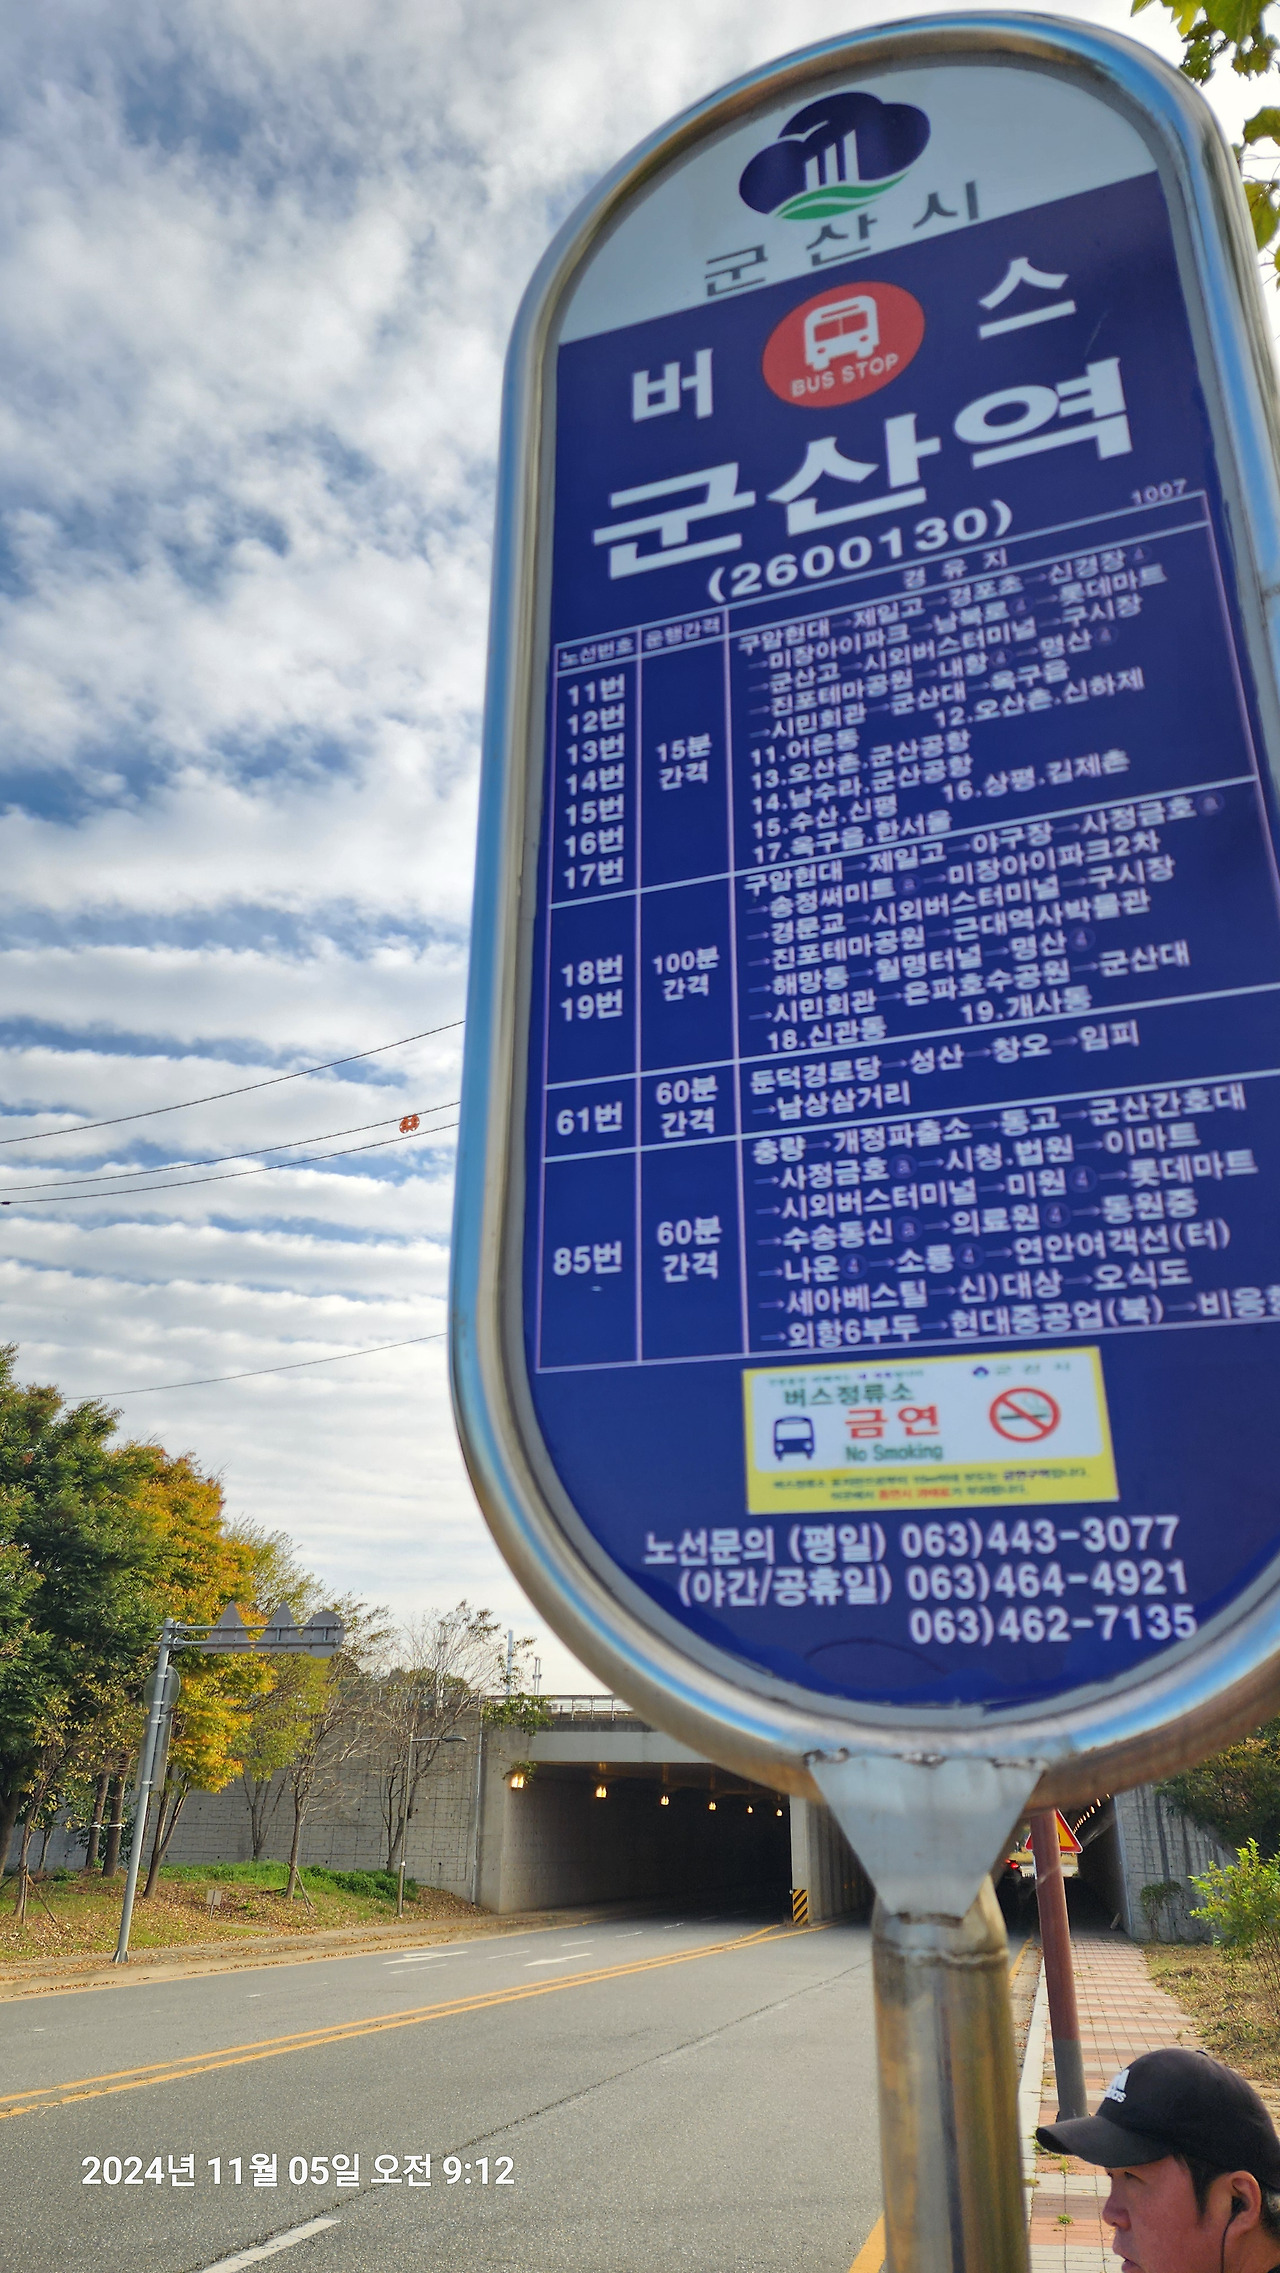 군산시
버 스
BUS STOP
군산역
(2600130)
1007
노선번호 운행간격 경 유 지
11번
12번
13번
14번
15번
16번
17번
15분
간격
구암현대→제일고→경포초→신경장④
→미장아이파크→남북로④→롯데마트
→군산고→시외버스터미널→구시장
→진포테마공원→내항④→명산④
→시민회관→군산대→옥구읍
11.어은동 12.오산촌.신하제
13.오산촌.군산공항
14.남수라.군산공항
15.수산.신평 16.상평.김제촌
17.옥구읍.한서울
18번
19번
100분
간격
구암현대→제일고→야구장→사정금호ⓐ
→송정써미트ⓐ→미장아이파크2차
→경문교→시외버스터미널→구시장
→진포테마공원→근대역사박물관
→해망동→월명터널→명산④
→시민회관→은파호수공원→군산대
18.신관동 19.개사동
61번
60분
간격
둔덕경로당→성산→창오→임피
→남상삼거리
85번
60분
간격
충량→개정파출소→동고→군산간호대
→사정금호ⓐ→시청.법원→이마트
→시외버스터미널→미원④→롯데마트
→수송동신ⓐ→의료원④→동원중
→나운④→소룡④→연안여객선(터)
→세아베스틸→신)대상→오식도
→외항6부두→현대중공업(북)→비응항
군산시
버스정류소
금연
No Smoking
노선문의 (평일) 063)443-3077
(야간/공휴일) 063)464-4921
063)462-7135
2024년 11월 05일 오전 9:12